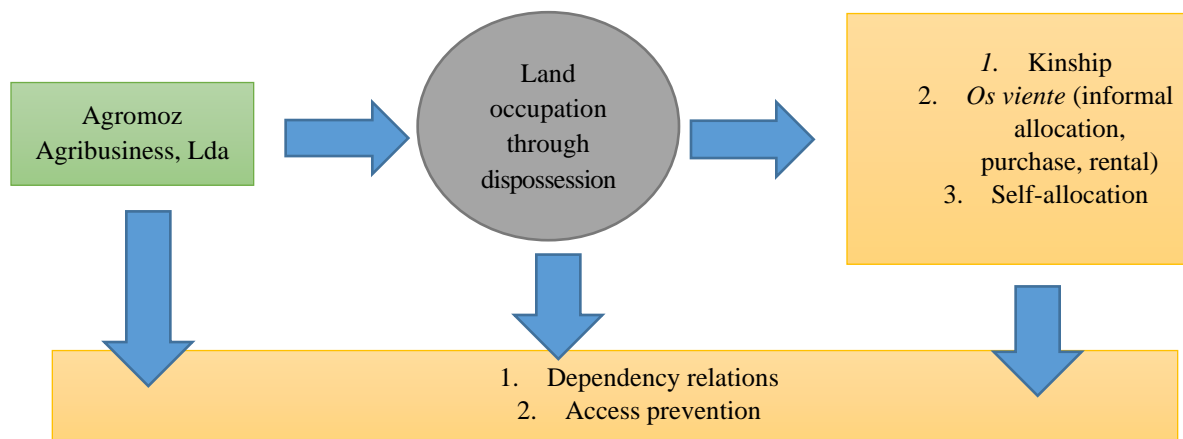 Agromoz
Agribusiness, Lda
Land
occupation
through
dispossession
1. Kinship
2. Os viente (informal
allocation,
purchase, rental)
3. Self-allocation
1. Dependency relations
2. Access prevention